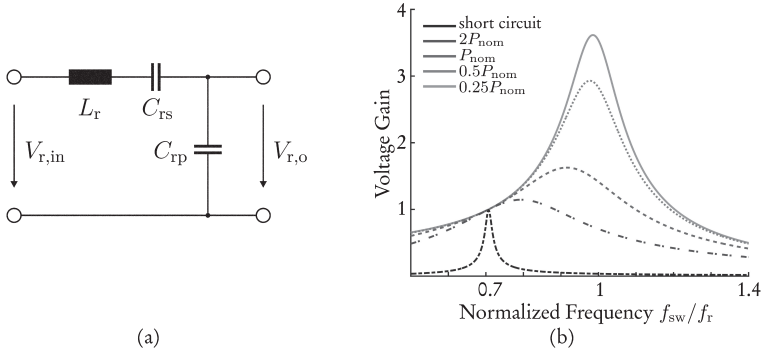 L_r
C_rs
C_rp
V_r,in
V_r,o
(a)
4
3
2
1
Voltage Gain
short circuit
2P_nom
P_nom
0.5P_nom
0.25P_nom
0.7
1
1.4
Normalized Frequency f_sw/f_r
(b)